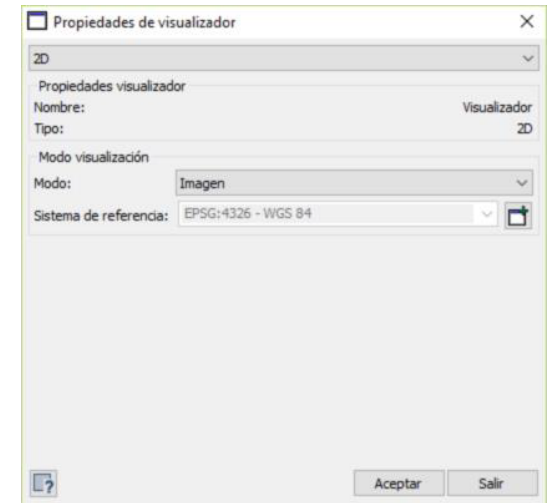 Propiedades de visualizador
2D
Propiedades visualizador
Nombre: Visualizador
Tipo: 2D
Modo visualización
Modo: Imagen
Sistema de referencia: EPSG:4326 - WGS 84
Aceptar Salir